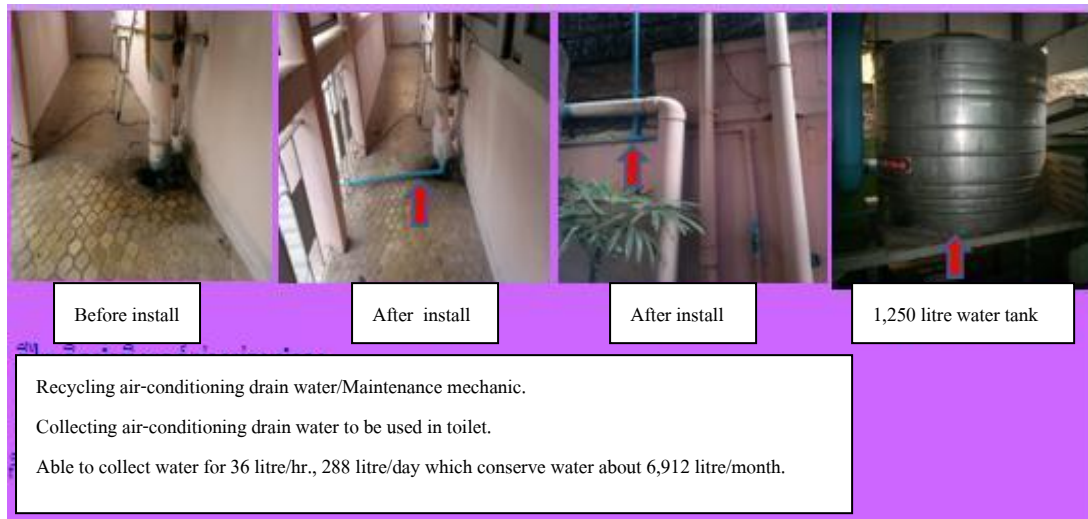 Before install
After install
After install
1,250 litre water tank
Recycling air-conditioning drain water/Maintenance mechanic.
Collecting air-conditioning drain water to be used in toilet.
Able to collect water for 36 litre/hr., 288 litre/day which conserve water about 6,912 litre/month.